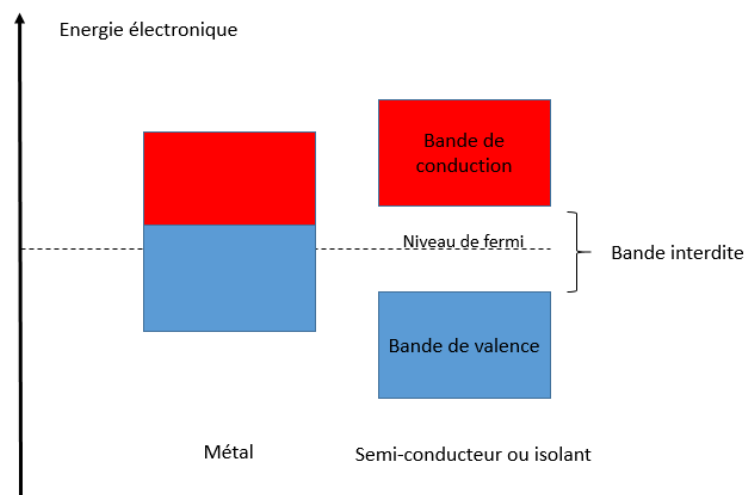 Energie électronique
Bande de
conduction
Niveau de fermi
Bande interdite
Bande de valence
Métal
Semi-conducteur ou isolant